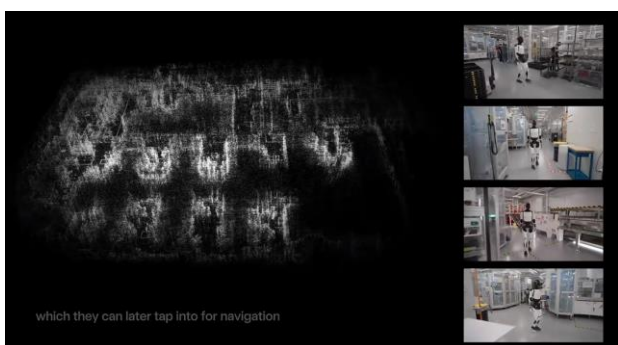 which they can later tap into for navigation